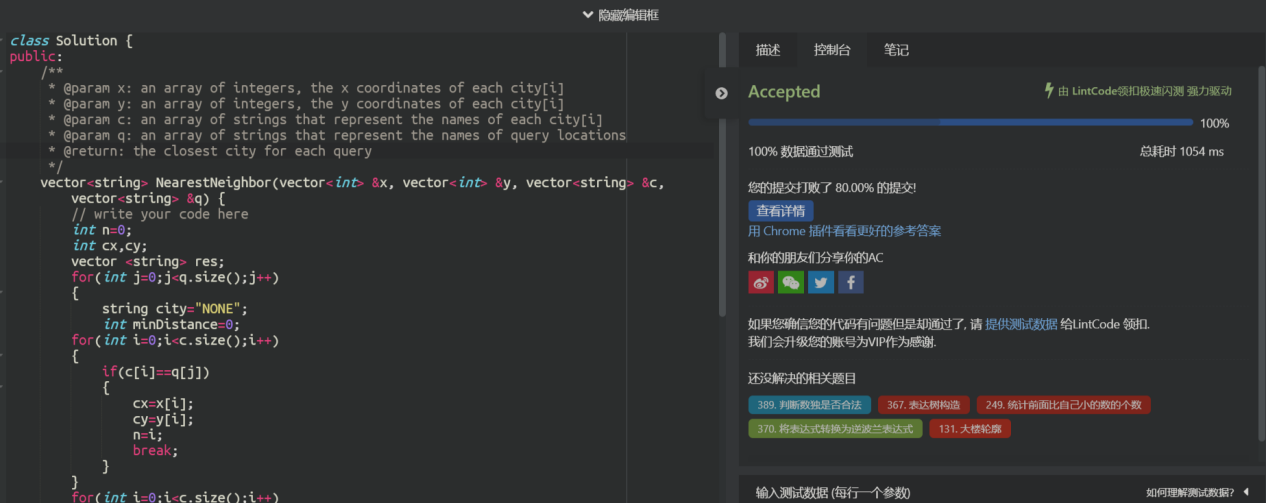 隐藏编辑框
class Solution {
public:
/**
* @param x: an array of integers, the x coordinates of each city[i]
* @param y: an array of integers, the y coordinates of each city[i]
* @param c: an array of strings that represent the names of each city[i]
* @param q: an array of strings that represent the names of query locations
* @return: the closest city for each query
*/
vector<string> NearestNeighbor(vector<int> &x, vector<int> &y, vector<string> &c,
vector<string> &q) {
// write your code here
int n=0;
int cx,cy;
vector <string> res;
for(int j=0;j<q.size();j++)
{
string city="NONE";
int minDistance=0;
for(int i=0;i<c.size();i++)
{
if(c[i]==q[j])
{
cx=x[i];
cy=y[i];
n=i;
break;
}
}
for(int i=0;i<c.size();i++)
描述 控制台 笔记
Accepted 由 LintCode领扣极速闪测 强力驱动
100%
100% 数据通过测试 总耗时 1054 ms
您的提交打败了 80.00% 的提交!
查看详情
用 Chrome 插件看看更好的参考答案
和你的朋友们分享你的AC
如果您确信您的代码有问题但是却通过了, 请 提供测试数据 给LintCode 领扣.
我们会升级您的账号为VIP作为感谢.
还没解决的相关题目
389. 判断数独是否合法 367. 表达树构造 249. 统计前面比自己小的数的个数
370. 将表达式转换为逆波兰表达式 131. 大楼轮廓
输入测试数据 (每行一个参数) 如何理解测试数据?